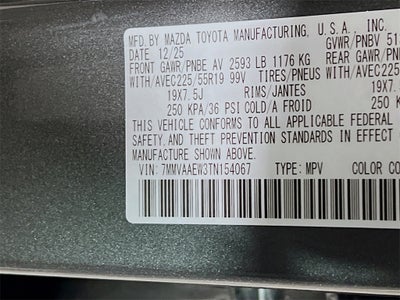 MFD. BY MAZDA TOYOTA MANUFACTURING, U.S.A. INC.
DATE 12/25 GVWR/PNBV 51
FRONT GAWR/PNBE AV 2593 LB 1176 KG REAR GAWR/PN
WITH/AVEC225/55R19 99V TIRES/PNEUS WITH/AVEC225
19X7.5J RIMS/JANTES 19X7.
250 KPA/36 PSI COLD/A FROID 250 K
THIS VEHICLE CONFORMS TO ALL APPLICABLE FEDERAL
SAFETY, AND THEFT PREVENTION STANDARDS IN EFFECT
MANUFACTURE SHOWN ABOVE.
VIN: 7MMVAAEW3TN154067 TYPE: MPV COLOR CO